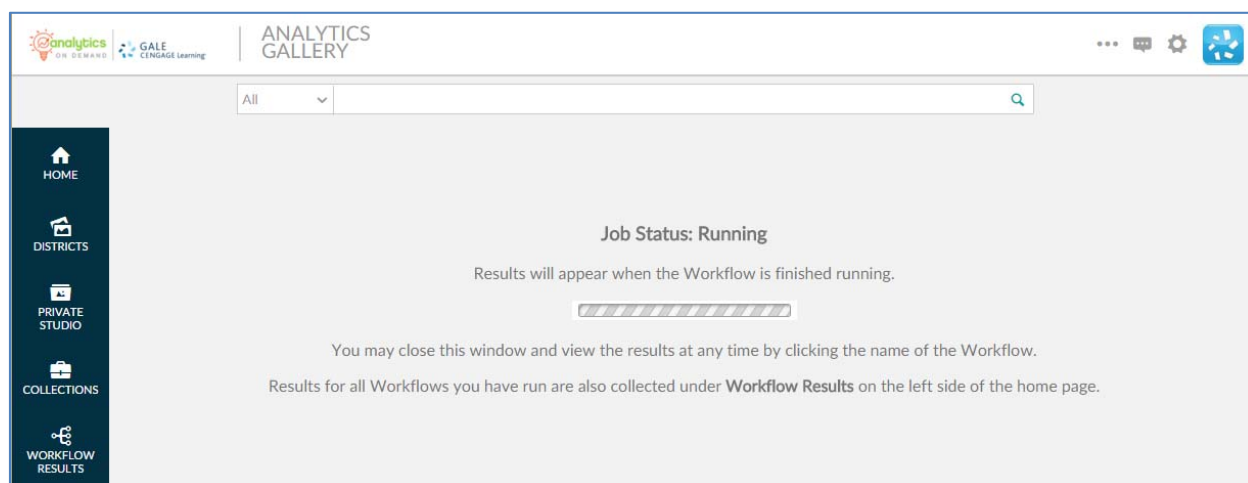 analytics
ON DEMAND
GALE
CENGAGE Learning
ANALYTICS
GALLERY
All
HOME
DISTRICTS
PRIVATE
STUDIO
COLLECTIONS
WORKFLOW
RESULTS
Job Status: Running
Results will appear when the Workflow is finished running.
You may close this window and view the results at any time by clicking the name of the Workflow.
Results for all Workflows you have run are also collected under Workflow Results on the left side of the home page.